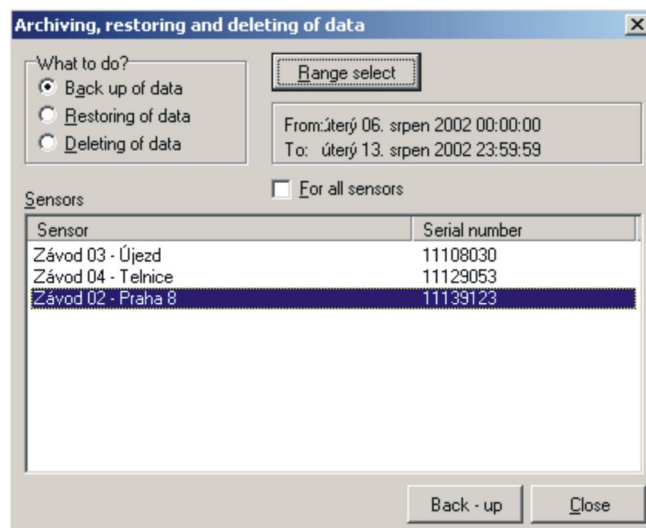 Archiving, restoring and deleting of data
What to do?
Back up of data
Restoring of data
Deleting of data
Range select
From:úterý 06. srpen 2002 00:00:00
To: úterý 13. srpen 2002 23:59:59
For all sensors
Sensors
Sensor Serial number
Závod 03 - Újezd 11108030
Závod 04 - Telnice 11129053
Závod 02 - Praha 8 11139123
Back - up Close